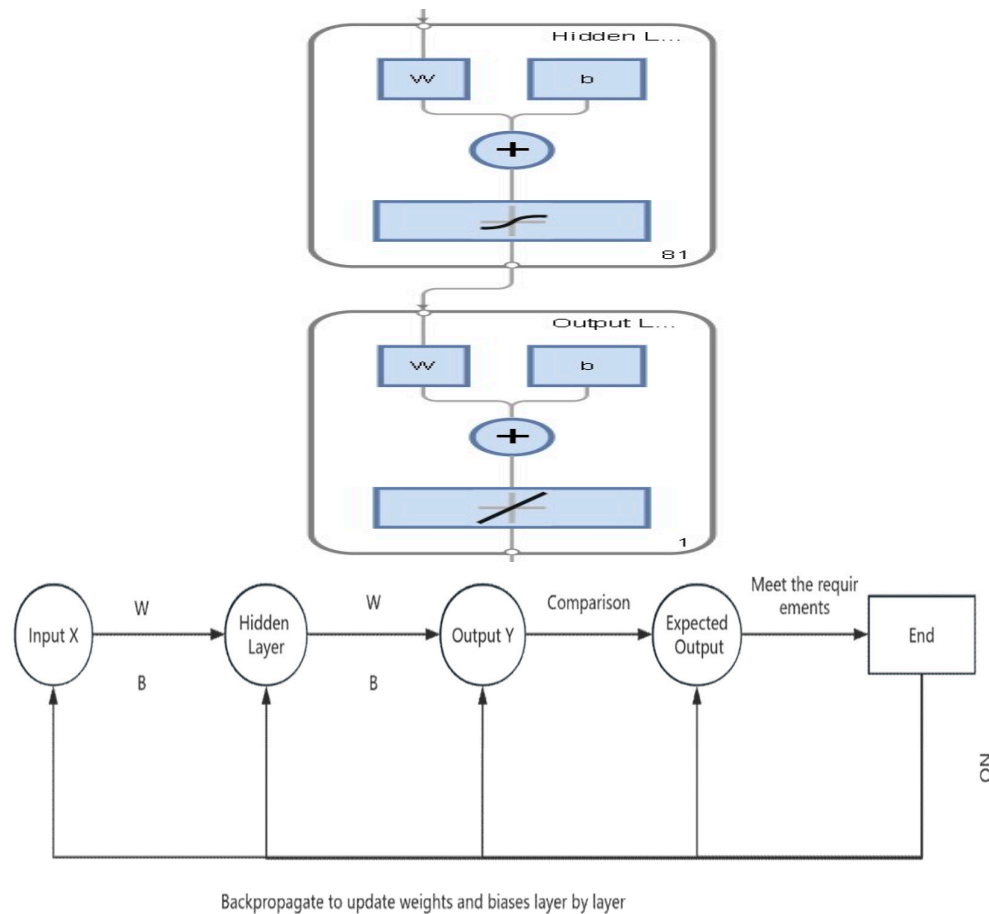 Hidden L...
W
b
+
81
Output L...
W
b
+
1
Input X
W
B
Hidden
Layer
W
B
Output Y
Comparison
Expected
Output
Meet the requir
ements
End
NO
Backpropagate to update weights and biases layer by layer